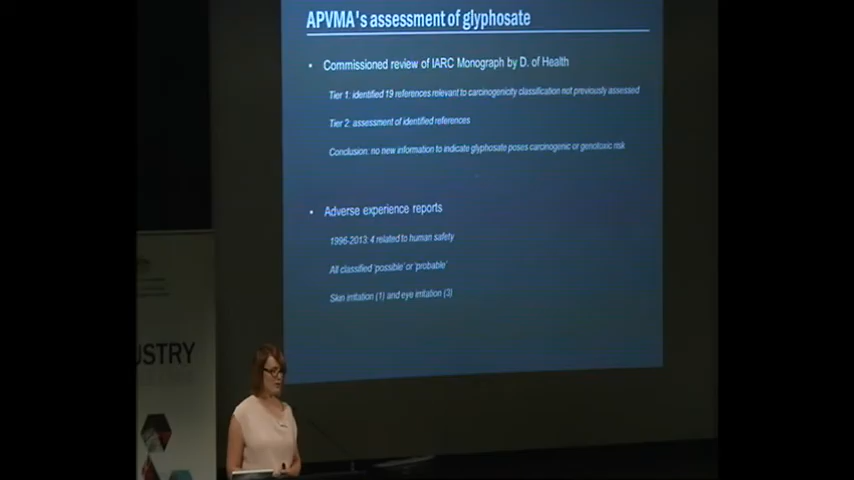 APVMA's assessment of glyphosate
• Commissioned review of IARC Monograph by D. of Health
Tier 1: identified 19 references relevant to carcinogenicity classification not previously assessed
Tier 2: assessment of identified references
Conclusion: no new information to indicate glyphosate poses carcinogenic or genotoxic risk
• Adverse experience reports
1996-2013: 4 related to human safety
All classified 'possible' or 'probable'
Skin irritation (1) and eye irritation (3)
USTRY